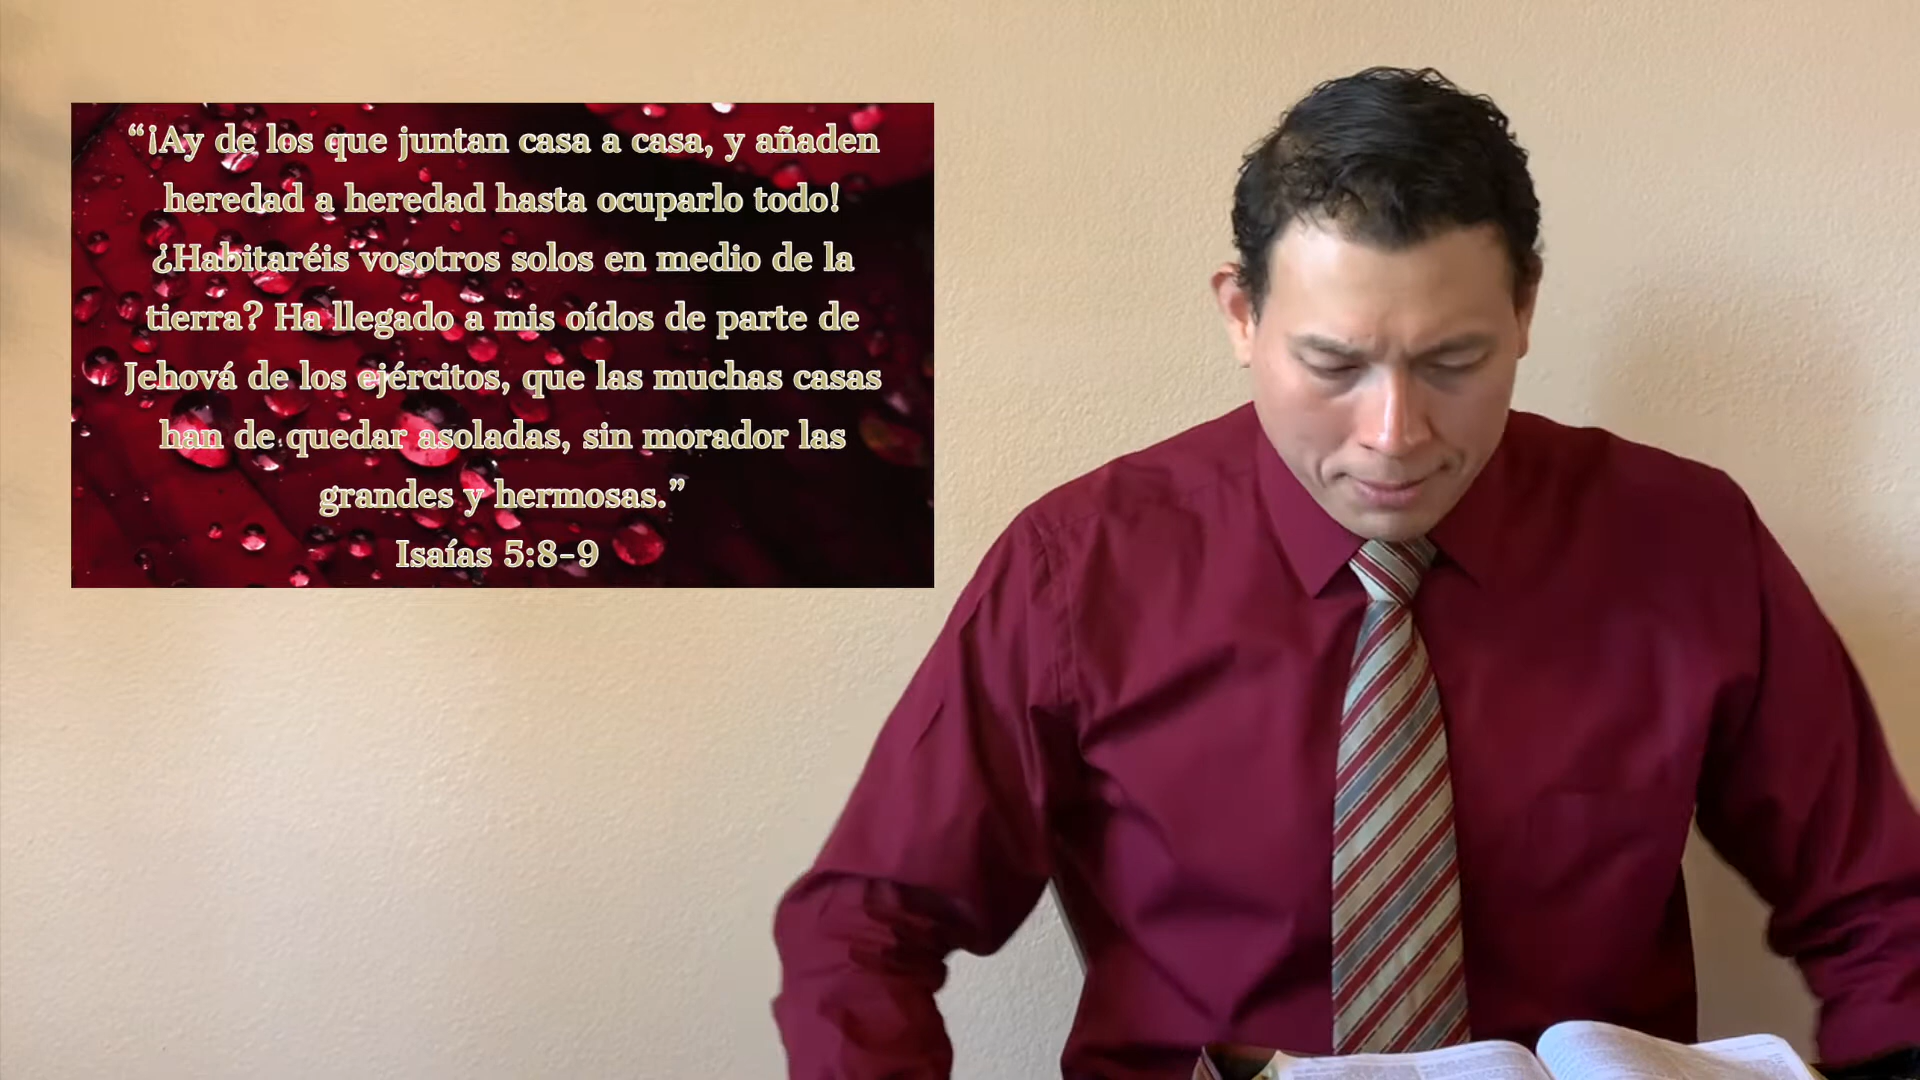 “¡Ay de los que juntan casa a casa, y añaden
heredad a heredad hasta ocuparlo todo!
¿Habitaréis vosotros solos en medio de la
tierra? Ha llegado a mis oídos de parte de
Jehová de los ejércitos, que las muchas casas
han de quedar asoladas, sin morador las
grandes y hermosas.”
Isaías 5:8-9